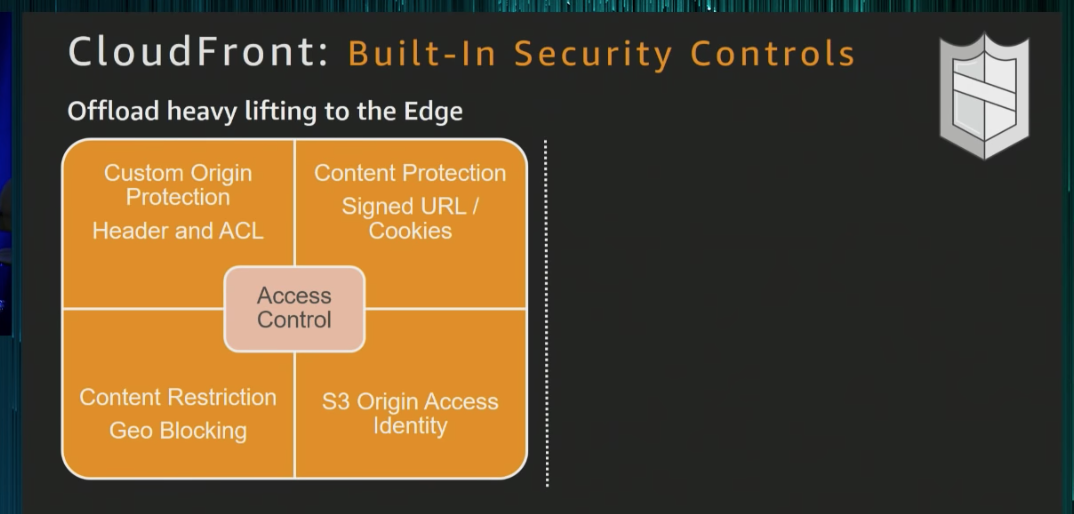 CloudFront: Built-In Security Controls
Offload heavy lifting to the Edge
Custom Origin
Protection
Header and ACL
Content Protection
Signed URL /
Cookies
Access
Control
Content Restriction
Geo Blocking
S3 Origin Access
Identity